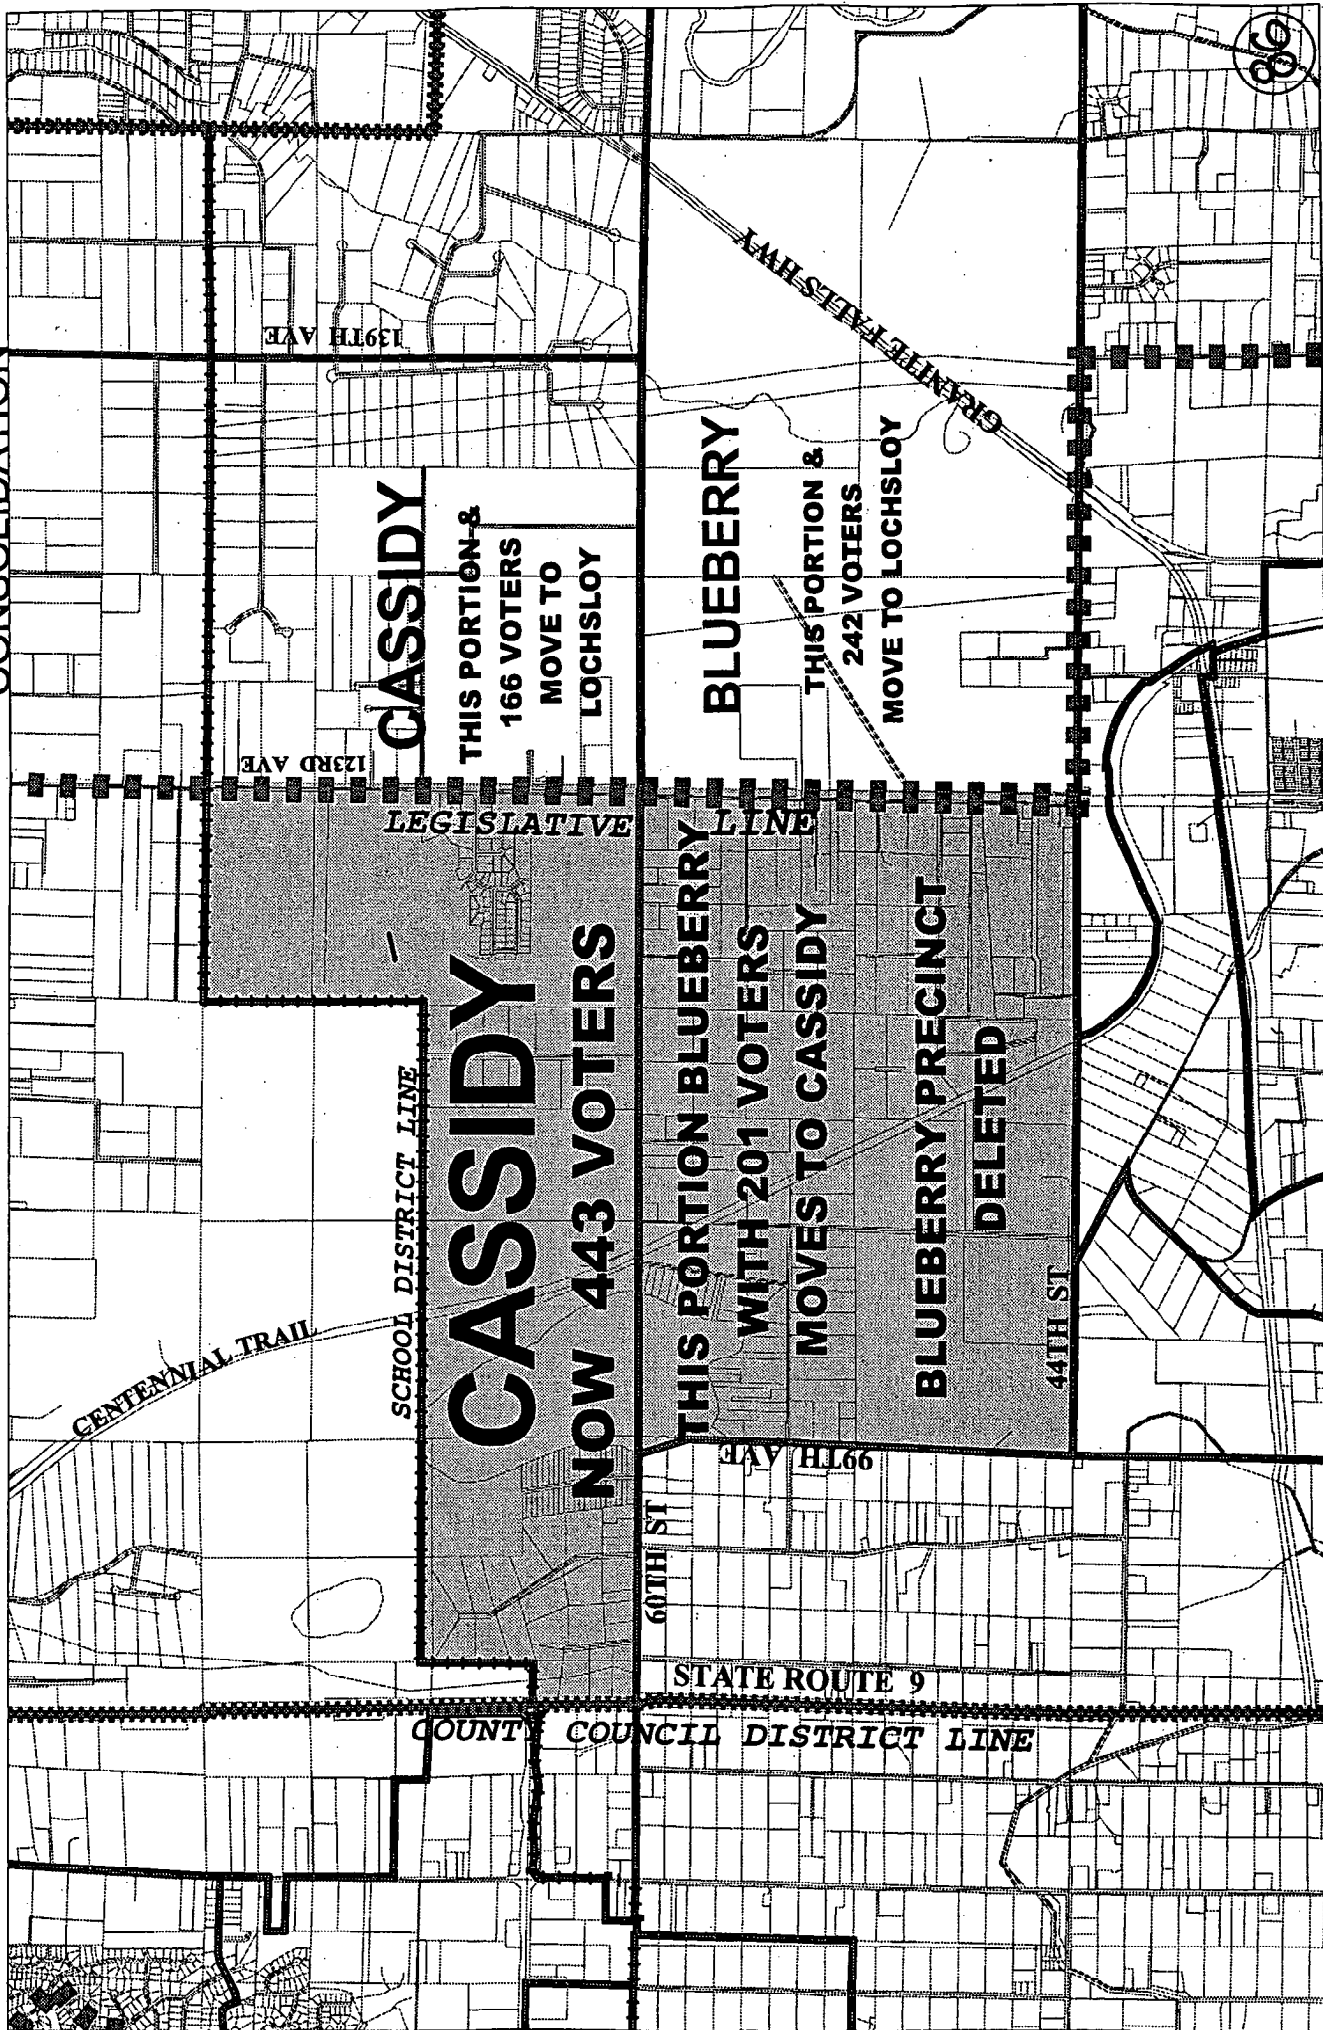 CENTENNIAL TRAIL
SCHOOL DISTRICT LINE
CASSIDY
NOW 443 VOTERS
THIS PORTION BLUEBERRY
WITH 201 VOTERS
MOVES TO CASSIDY
BLUEBERRY PRECINCT
DELETED
44TH ST
60TH ST
99TH AVE
STATE ROUTE 9
COUNTY COUNCIL DISTRICT LINE
LEGISLATIVE LINE
123RD AVE
CASSIDY
THIS PORTION &
166 VOTERS
MOVE TO
LOCHSLOY
BLUEBERRY
THIS PORTION &
242 VOTERS
MOVE TO LOCHSLOY
139TH AVE
GRANITE FALLS HWY
86